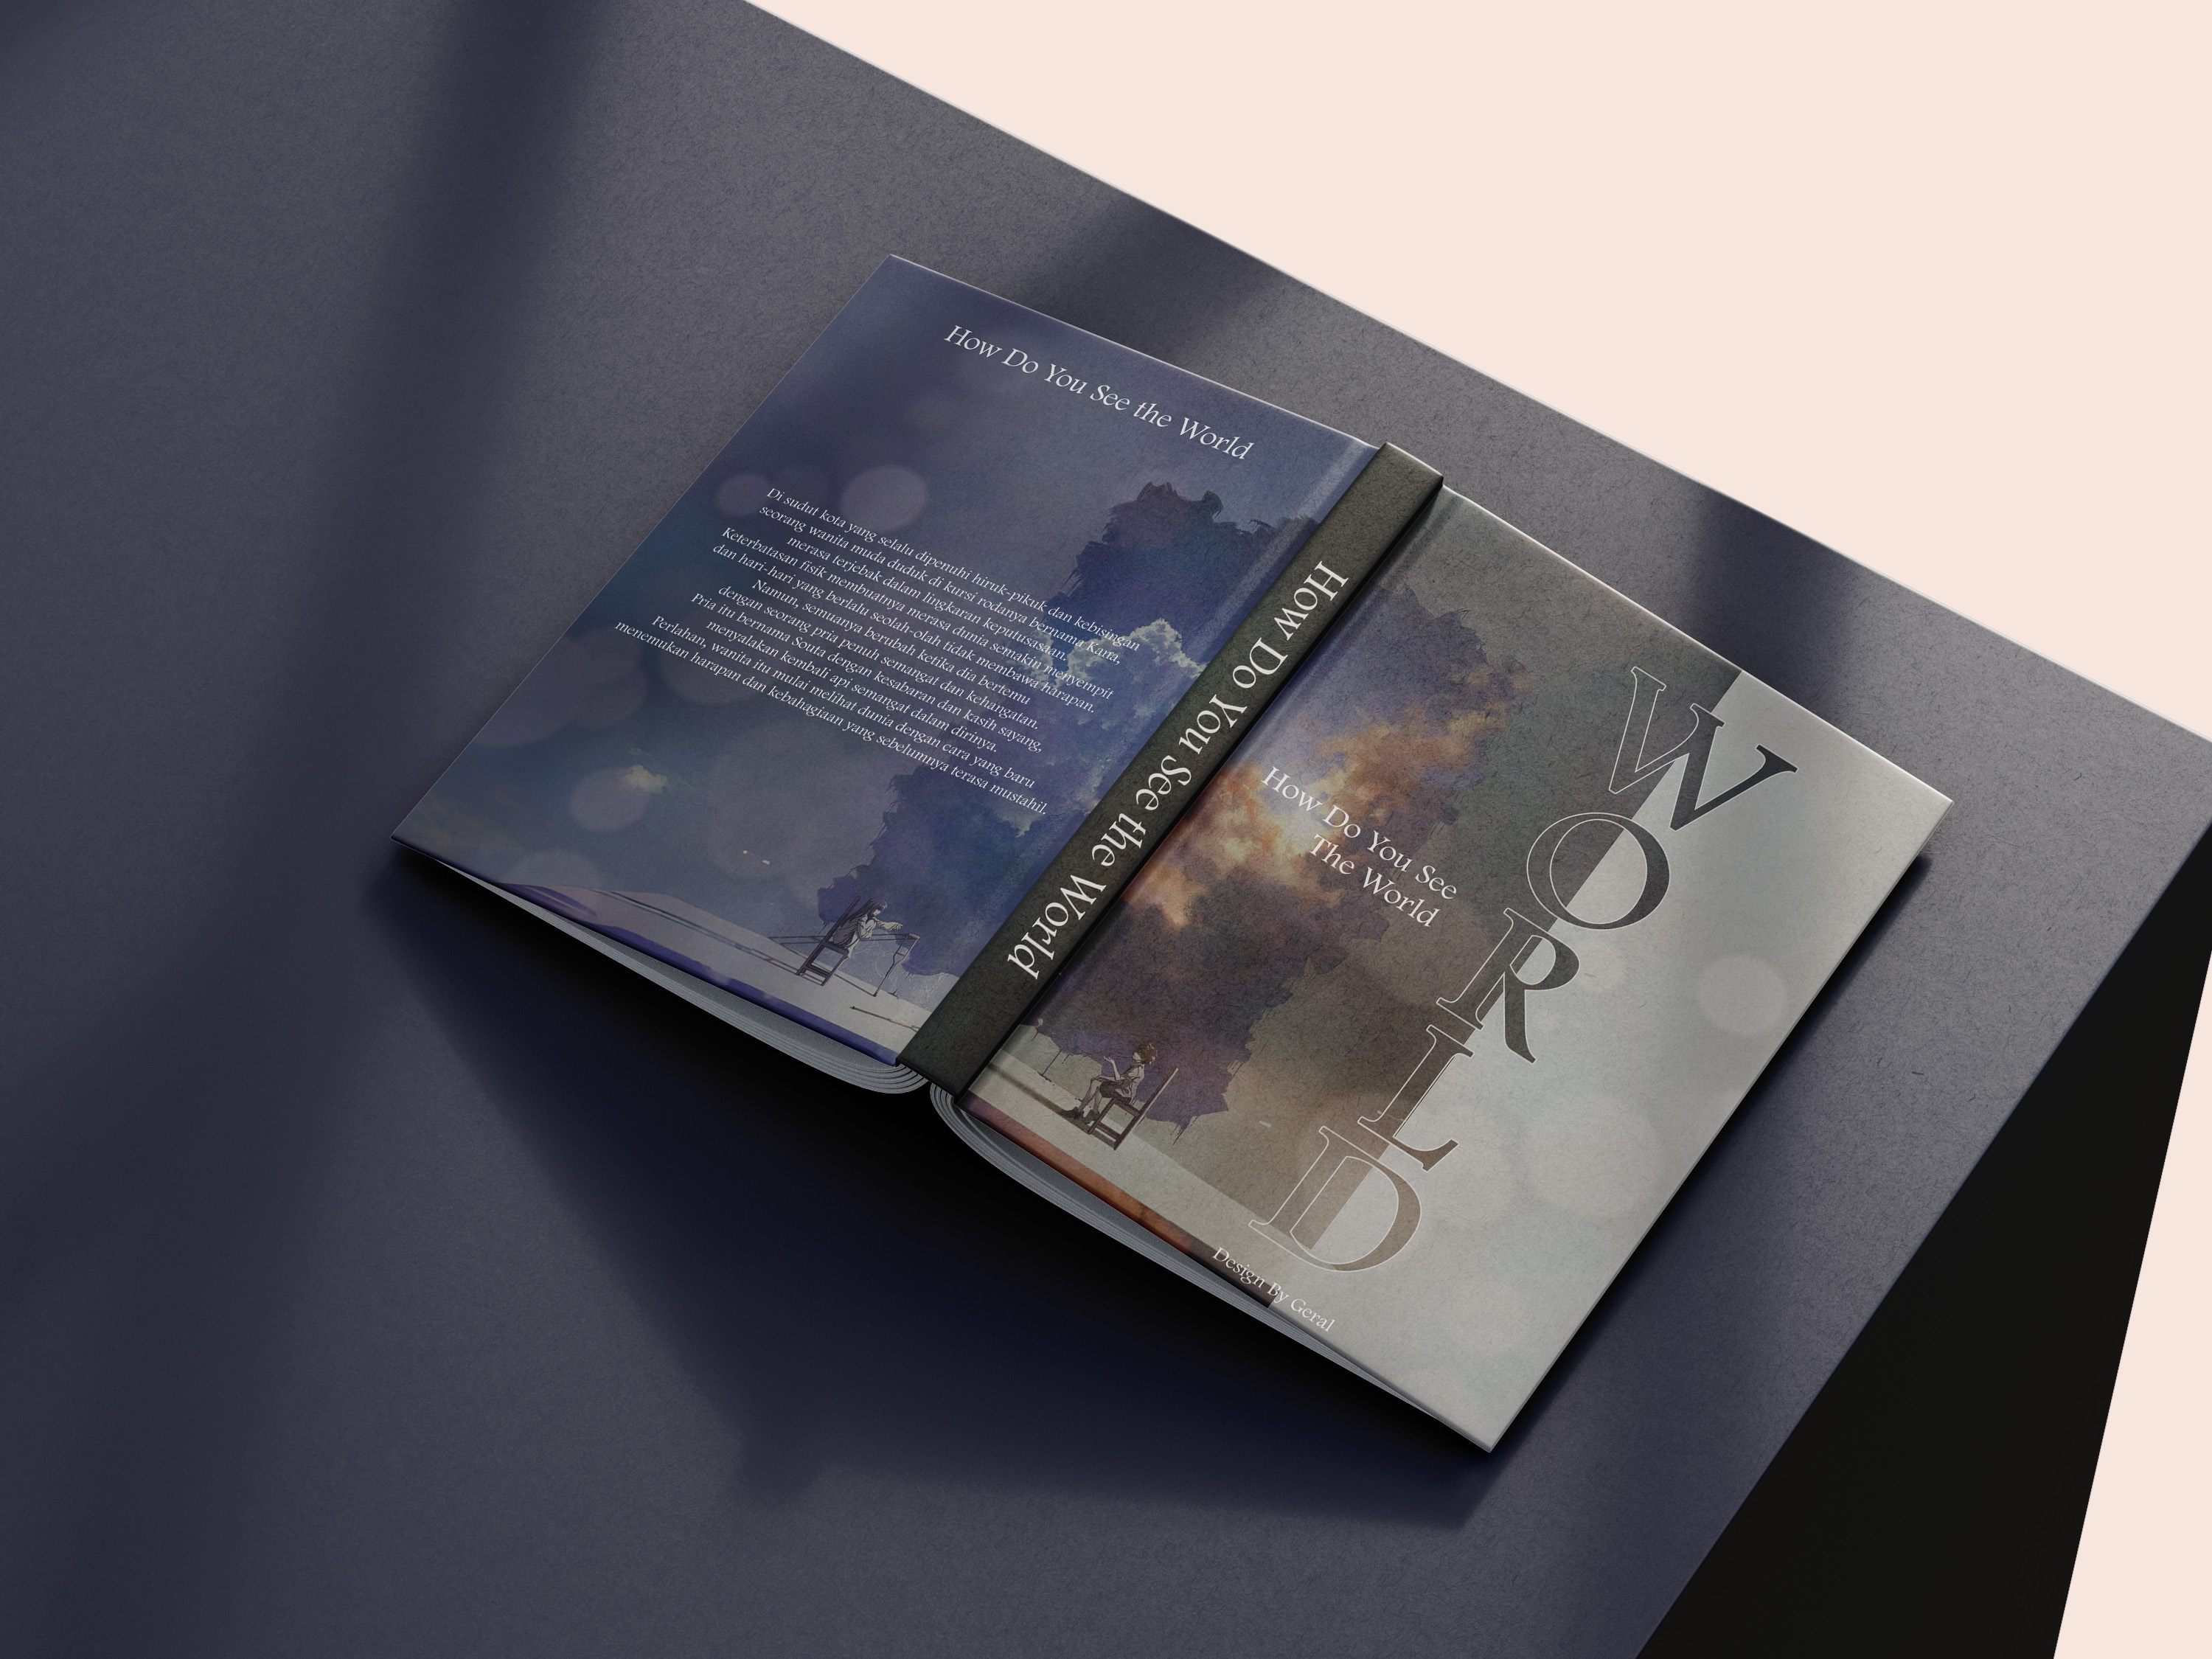 How Do You See the World
Di sudut kota yang selalu dipenuhi hiruk-pikuk dan kebisingan
seorang wanita muda duduk di kursi rodanya bernama Kana,
merasa terjebak dalam lingkaran keputusasaan.
Keterbatasan fisik membuatnya merasa dunia semakin menyempit
dan hari-hari yang berlalu seolah-olah tidak membawa harapan.
Namun, semuanya berubah ketika dia bertemu
dengan seorang pria penuh semangat dan kehangatan.
Pria itu bernama Souta dengan kesabaran dan kasih sayang,
menyalakan kembali api semangat dalam dirinya.
Perlahan, wanita itu mulai melihat dunia dengan cara yang baru
menemukan harapan dan kebahagiaan yang sebelumnya terasa mustahil.
How Do You See the World
How Do You See
The World
WORLD
Design By Geral